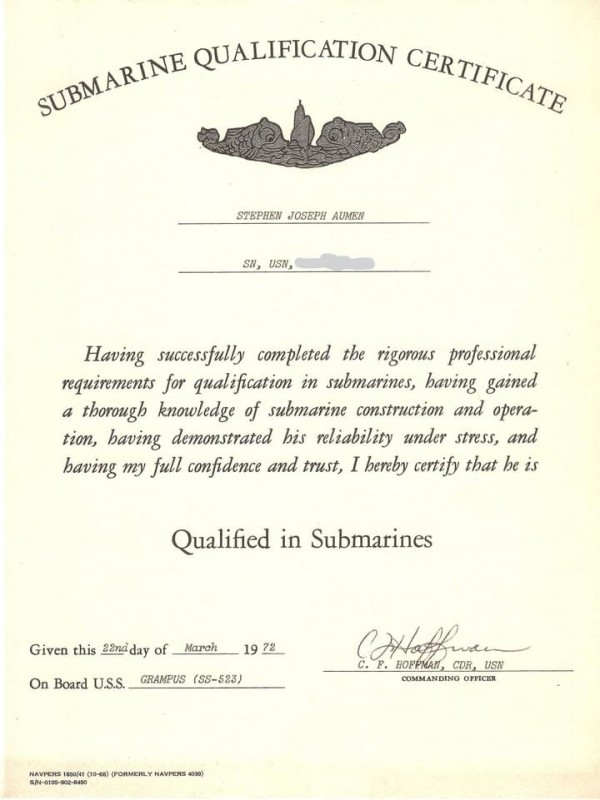 SUBMARINE QUALIFICATION CERTIFICATE
STEPHEN JOSEPH AUMEN
SN, USN,
Having successfully completed the rigorous professional
requirements for qualification in submarines, having gained
a thorough knowledge of submarine construction and opera-
tion, having demonstrated his reliability under stress, and
having my full confidence and trust, I hereby certify that he is
Qualified in Submarines
Given this 22nd day of March 1972
On Board U.S.S. GRAMPUS (SS-523)
C F Hoffman
C. F. HOFFMAN, CDR, USN
COMMANDING OFFICER
NAVPERS 1650/41 (10-66) (FORMERLY NAVPERS 4039)
S/N-0105-902-6490